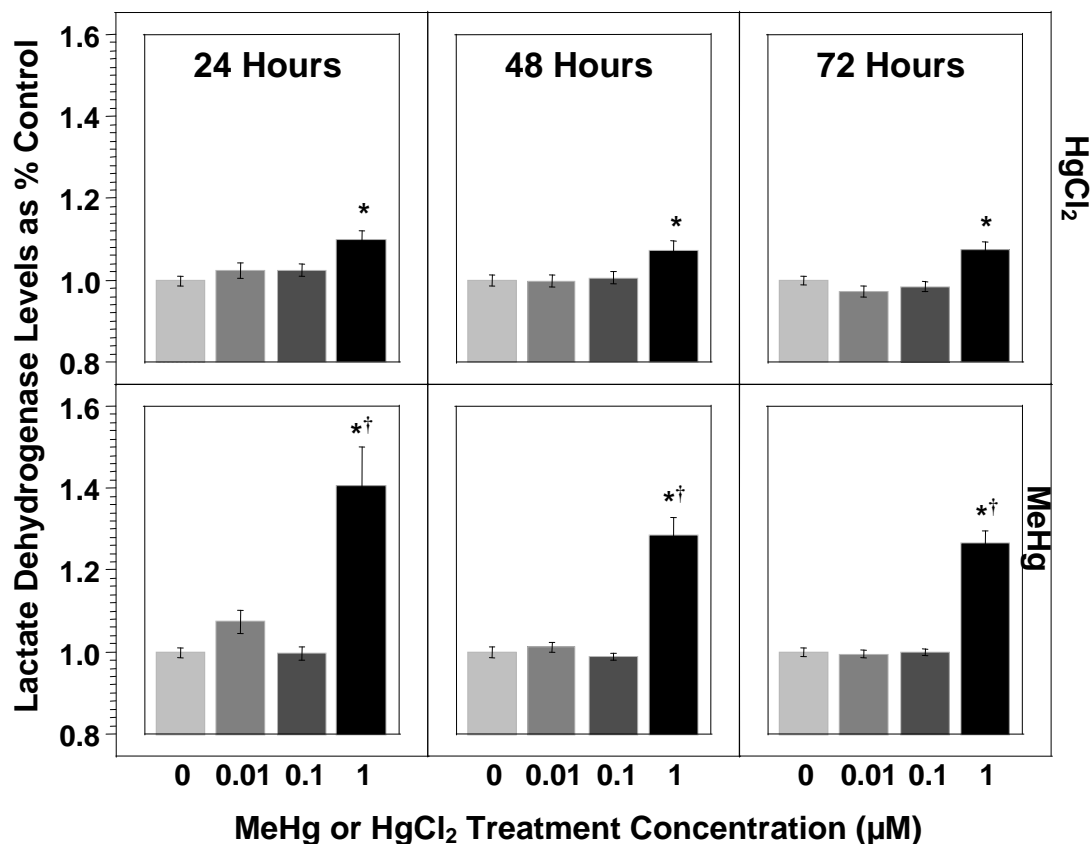 Lactate Dehydrogenase Levels as % Control
1.6
1.4
1.2
1.0
0.8
24 Hours
48 Hours
72 Hours
*
*
*
HgCl₂
1.6
1.4
1.2
1.0
0.8
*†
*†
*†
MeHg
0 0.01 0.1 1
0 0.01 0.1 1
0 0.01 0.1 1
MeHg or HgCl₂ Treatment Concentration (µM)